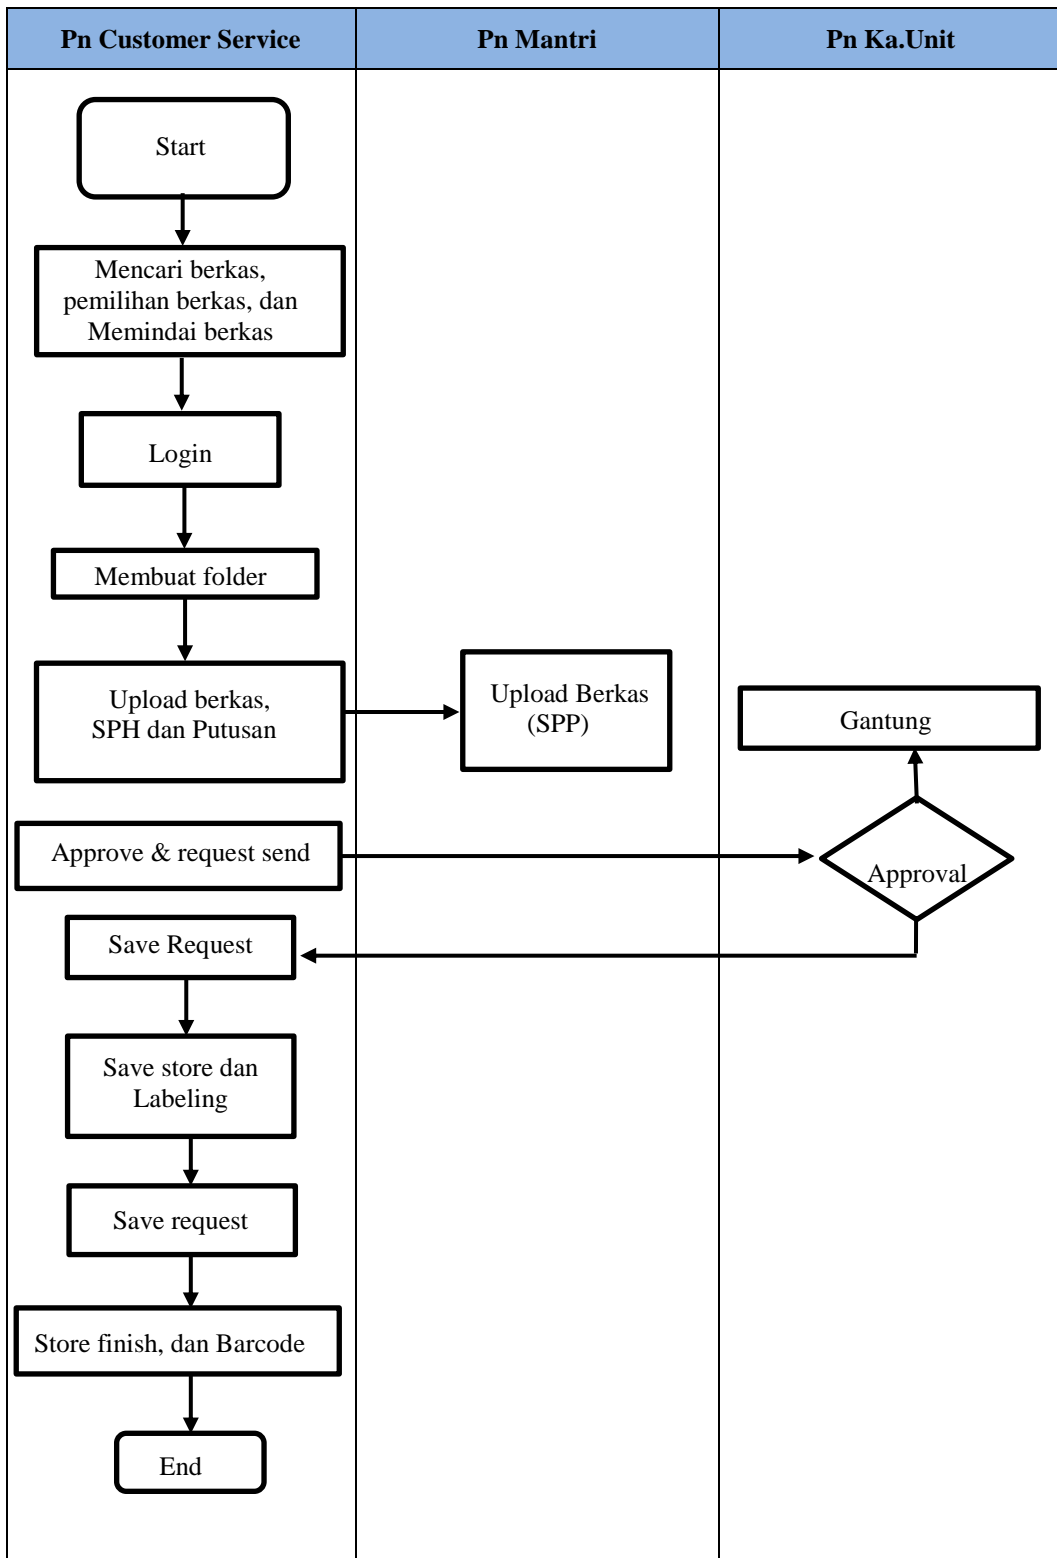 Pn Customer Service
Pn Mantri
Pn Ka.Unit
Start
Mencari berkas,
pemilihan berkas, dan
Memindai berkas
Login
Membuat folder
Upload berkas,
SPH dan Putusan
Upload Berkas
(SPP)
Gantung
Approve & request send
Approval
Save Request
Save store dan
Labeling
Save request
Store finish, dan Barcode
End